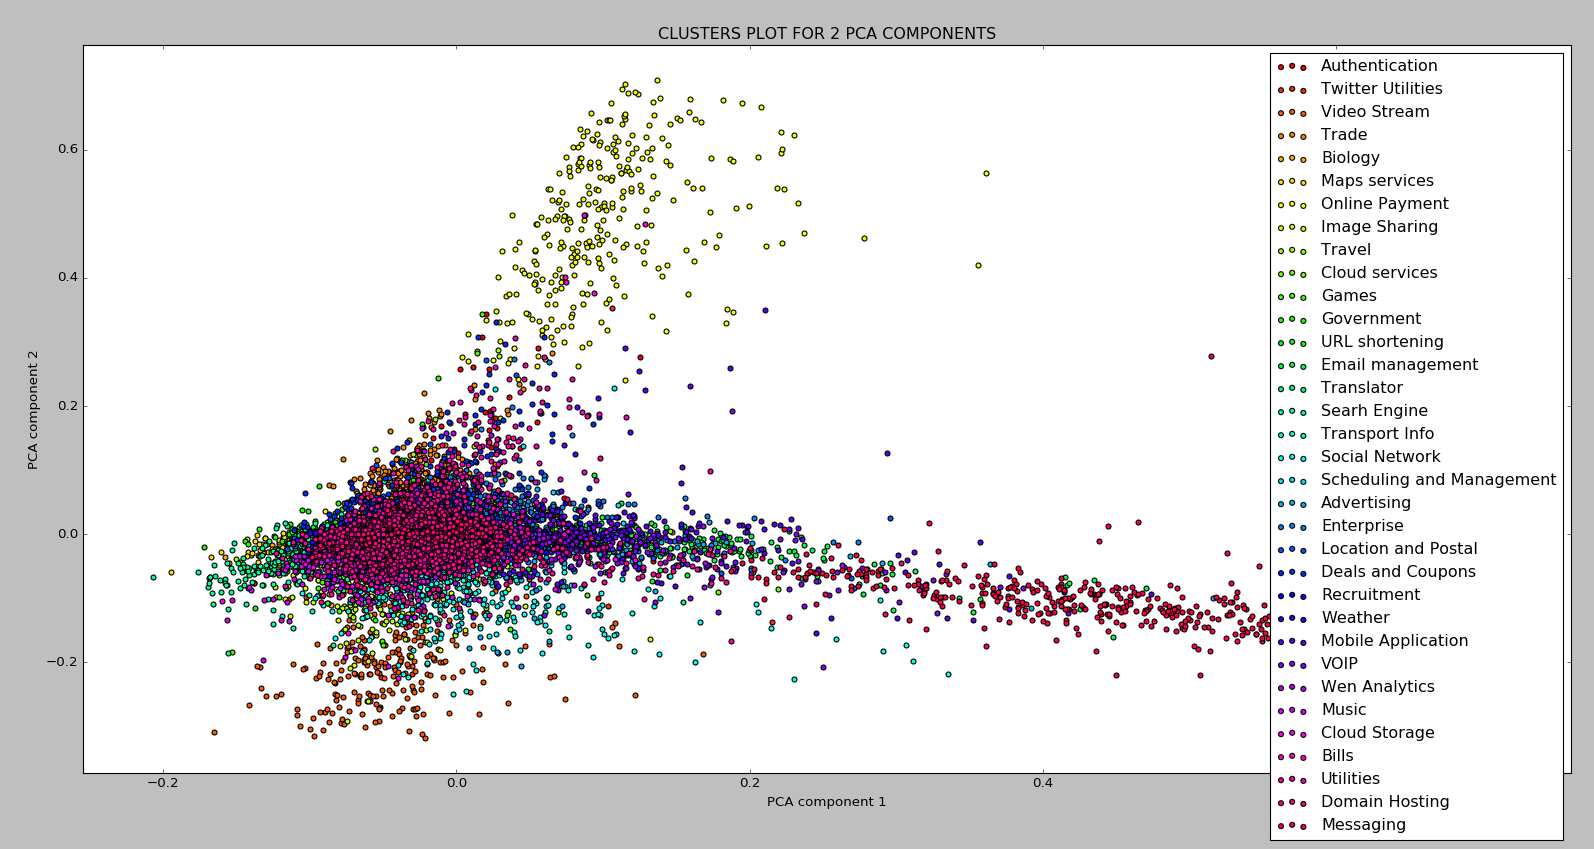 CLUSTERS PLOT FOR 2 PCA COMPONENTS
Authentication
Twitter Utilities
Video Stream
Trade
Biology
Maps services
Online Payment
Image Sharing
Travel
Cloud services
Games
Government
URL shortening
Email management
Translator
Searh Engine
Transport Info
Social Network
Scheduling and Management
Advertising
Enterprise
Location and Postal
Deals and Coupons
Recruitment
Weather
Mobile Application
VOIP
Wen Analytics
Music
Cloud Storage
Bills
Utilities
Domain Hosting
Messaging
PCA component 2
0.6
0.4
0.2
0.0
−0.2
−0.2
0.0
0.2
0.4
PCA component 1